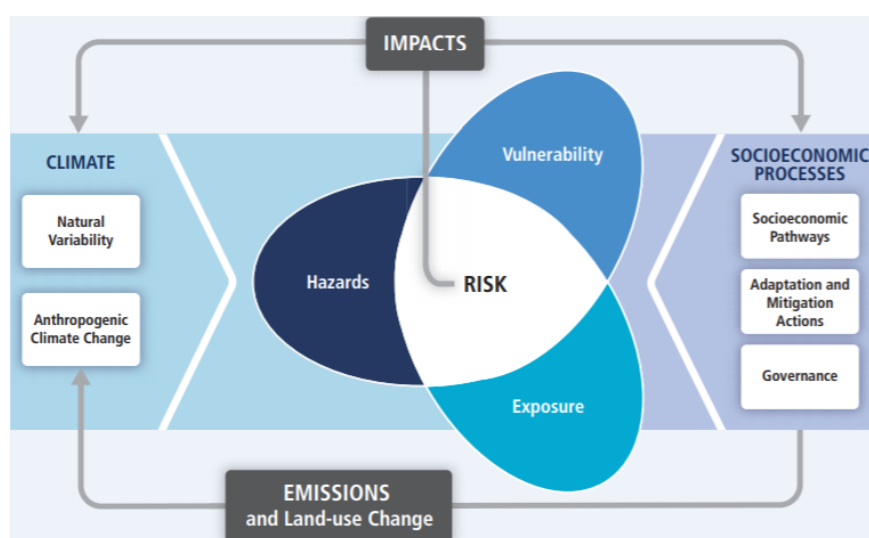 IMPACTS
CLIMATE
Natural
Variability
Anthropogenic
Climate Change
Vulnerability
Hazards
RISK
Exposure
SOCIOECONOMIC
PROCESSES
Socioeconomic
Pathways
Adaptation and
Mitigation
Actions
Governance
EMISSIONS
and Land-use Change